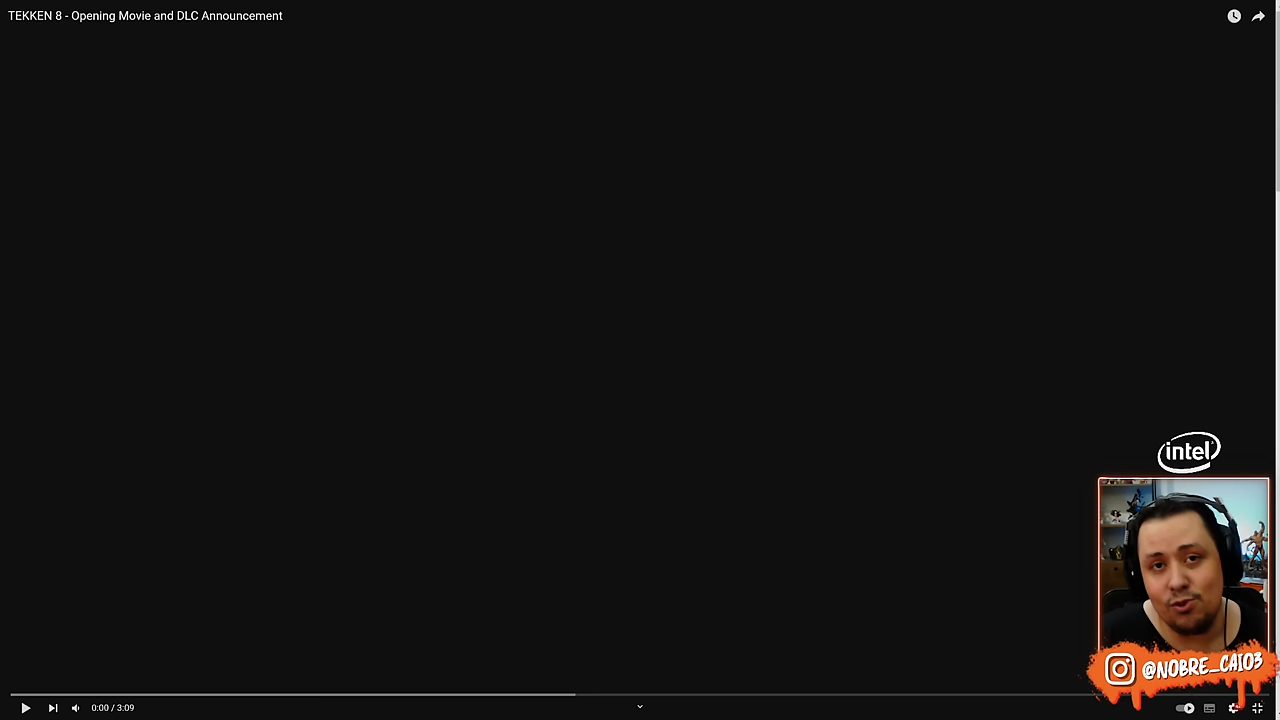 TEKKEN 8 - Opening Movie and DLC Announcement
intel
@NOBRE_CAIO3
0:00 / 3:09